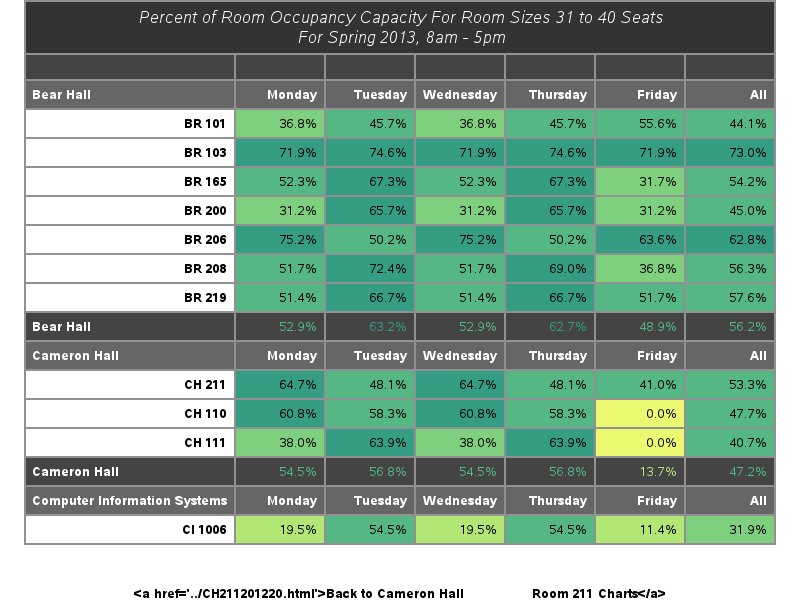 Percent of Room Occupancy Capacity For Room Sizes 31 to 40 Seats
For Spring 2013, 8am - 5pm
Bear Hall Monday Tuesday Wednesday Thursday Friday All
BR 101 36.8% 45.7% 36.8% 45.7% 55.6% 44.1%
BR 103 71.9% 74.6% 71.9% 74.6% 71.9% 73.0%
BR 165 52.3% 67.3% 52.3% 67.3% 31.7% 54.2%
BR 200 31.2% 65.7% 31.2% 65.7% 31.2% 45.0%
BR 206 75.2% 50.2% 75.2% 50.2% 63.6% 62.8%
BR 208 51.7% 72.4% 51.7% 69.0% 36.8% 56.3%
BR 219 51.4% 66.7% 51.4% 66.7% 51.7% 57.6%
Bear Hall 52.9% 63.2% 52.9% 62.7% 48.9% 56.2%
Cameron Hall Monday Tuesday Wednesday Thursday Friday All
CH 211 64.7% 48.1% 64.7% 48.1% 41.0% 53.3%
CH 110 60.8% 58.3% 60.8% 58.3% 0.0% 47.7%
CH 111 38.0% 63.9% 38.0% 63.9% 0.0% 40.7%
Cameron Hall 54.5% 56.8% 54.5% 56.8% 13.7% 47.2%
Computer Information Systems Monday Tuesday Wednesday Thursday Friday All
CI 1006 19.5% 54.5% 19.5% 54.5% 11.4% 31.9%
<a href='../CH211201220.html'>Back to Cameron Hall Room 211 Charts</a>